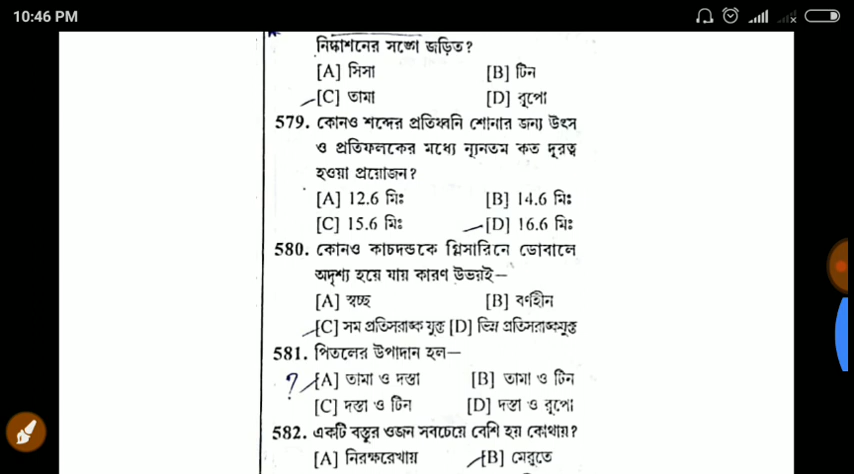 10:46 PM
নিষ্কাশনের সঙ্গে জড়িত?
[A] সিসা [B] টিন
[C] তামা [D] রূপো
579. কোনও শব্দের প্রতিধ্বনি শোনার জন্য উৎস
ও প্রতিফলকের মধ্যে ন্যূনতম কত দূরত্ব
হওয়া প্রয়োজন?
[A] 12.6 মিঃ [B] 14.6 মিঃ
[C] 15.6 মিঃ [D] 16.6 মিঃ
580. কোনও কাচদন্ডকে গ্লিসারিনে ডোবালে
অদৃশ্য হয়ে যায় কারণ উভয়ই—
[A] স্বচ্ছ [B] বর্ণহীন
[C] সম প্রতিসরাঙ্ক যুক্ত [D] ভিন্ন প্রতিসরাঙ্কযুক্ত
581. পিতলের উপাদান হল—
? [A] তামা ও দস্তা [B] তামা ও টিন
[C] দস্তা ও টিন [D] দস্তা ও রূপো
582. একটি বস্তুর ওজন সবচেয়ে বেশি হয় কোথায়?
[A] নিরক্ষরেখায় [B] মেরুতে